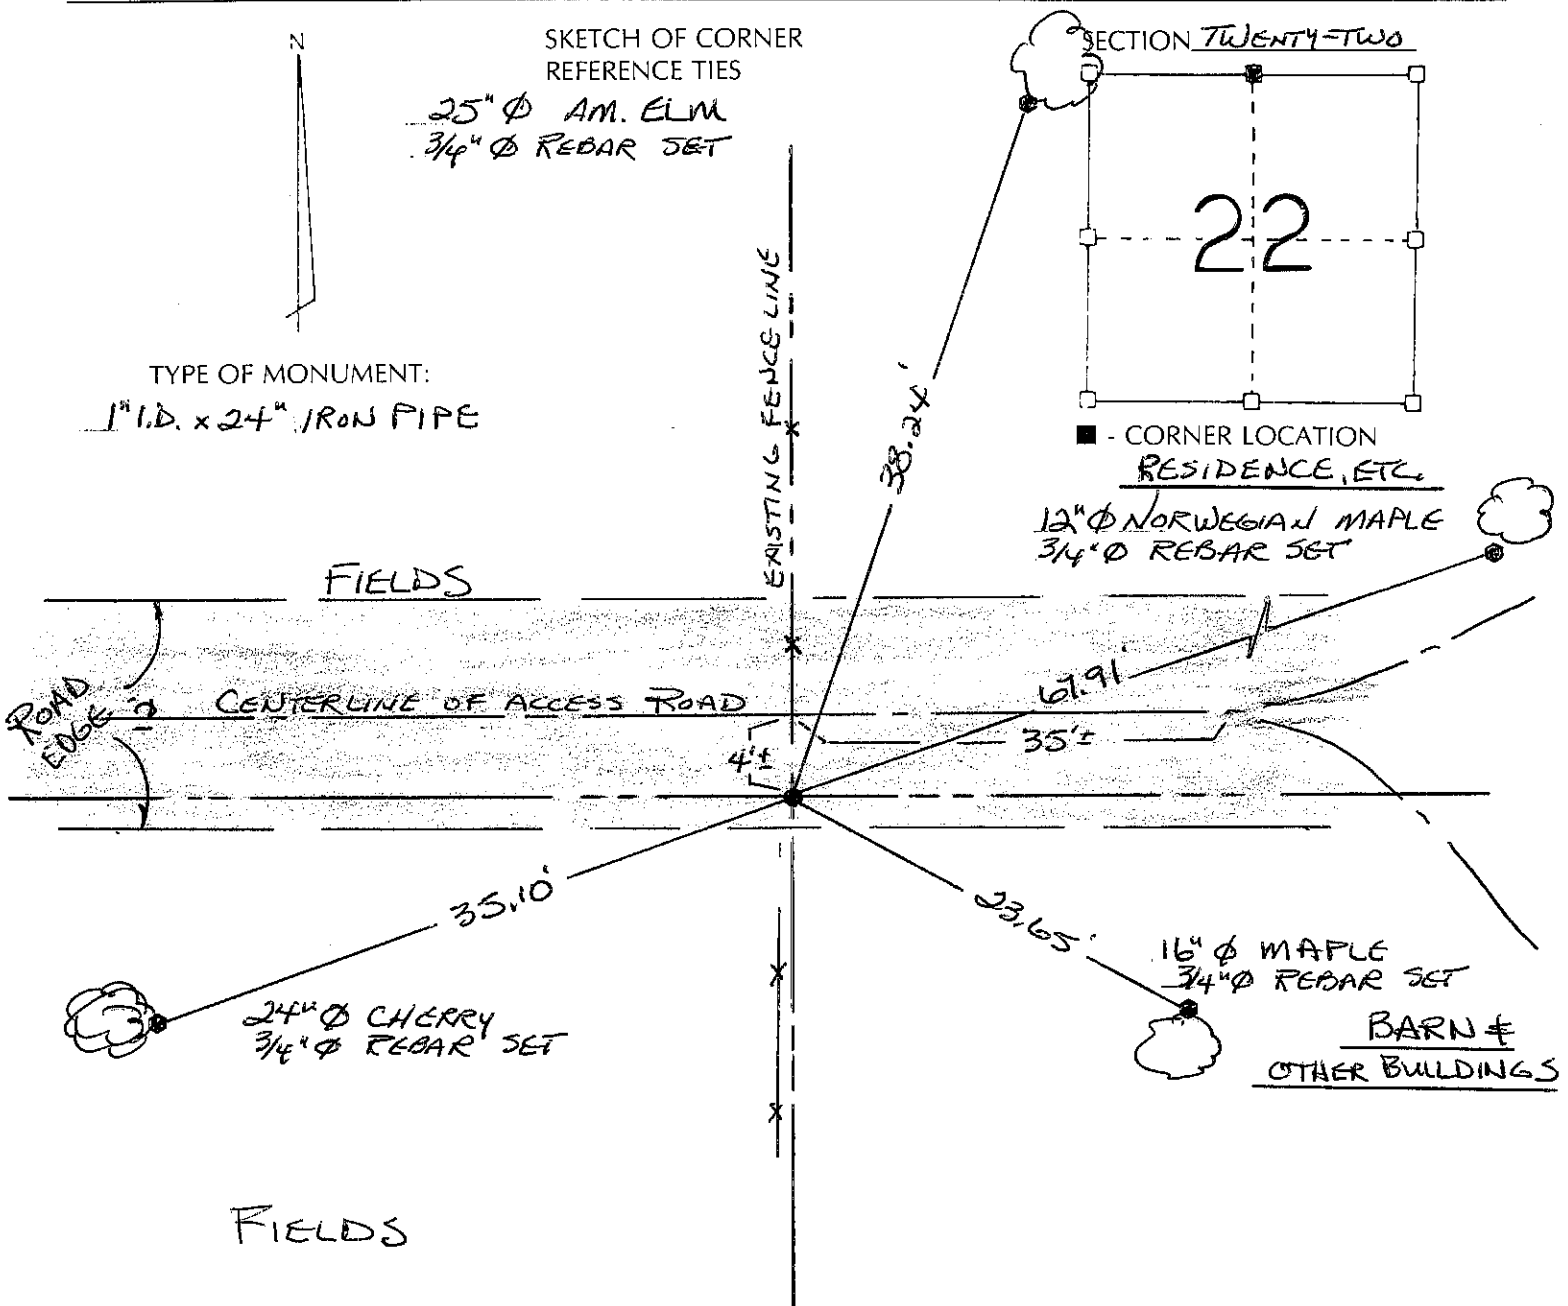 N
SKETCH OF CORNER
REFERENCE TIES
25" Ø AM. ELM
3/4" Ø REBAR SET
SECTION TWENTY-TWO
22
TYPE OF MONUMENT:
1" I.D. x 24" IRON PIPE
EXISTING FENCE LINE
38.24'
■ - CORNER LOCATION
RESIDENCE, ETC.
12" Ø NORWEGIAN MAPLE
3/4" Ø REBAR SET
FIELDS
ROAD
EDGE
CENTERLINE OF ACCESS ROAD
67.91'
35'±
4'±
35.10'
23.65'
24" Ø CHERRY
3/4" Ø REBAR SET
16" Ø MAPLE
3/4" Ø REBAR SET
BARN &
OTHER BUILDINGS
FIELDS